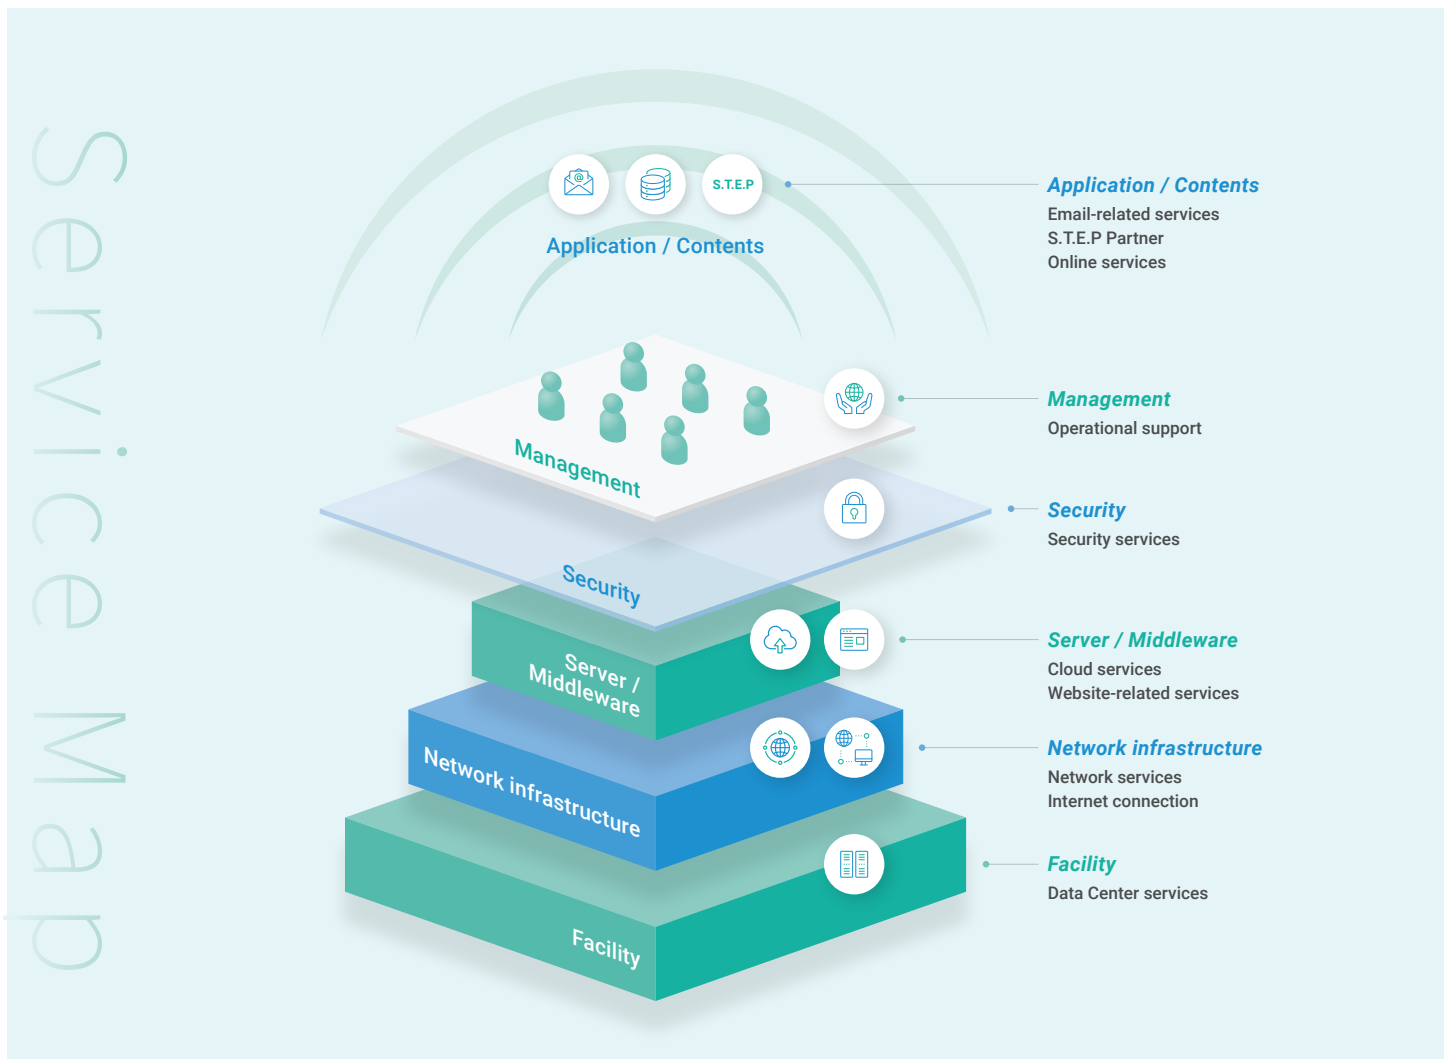 Service Map
S.T.E.P
Application / Contents
Management
Security
Server /
Middleware
Network infrastructure
Facility
Application / Contents
Email-related services
S.T.E.P Partner
Online services
Management
Operational support
Security
Security services
Server / Middleware
Cloud services
Website-related services
Network infrastructure
Network services
Internet connection
Facility
Data Center services